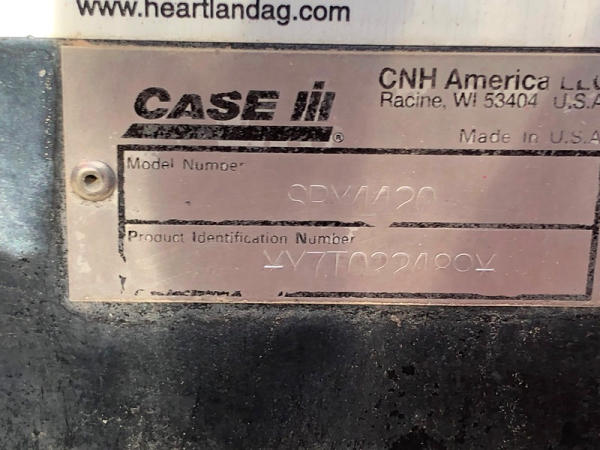 www.heartlandag.com
CASE IH
CNH America LLC
Racine, WI 53404 U.S.A
Made in U.S.A
Model Number
SPX4420
Product Identification Number